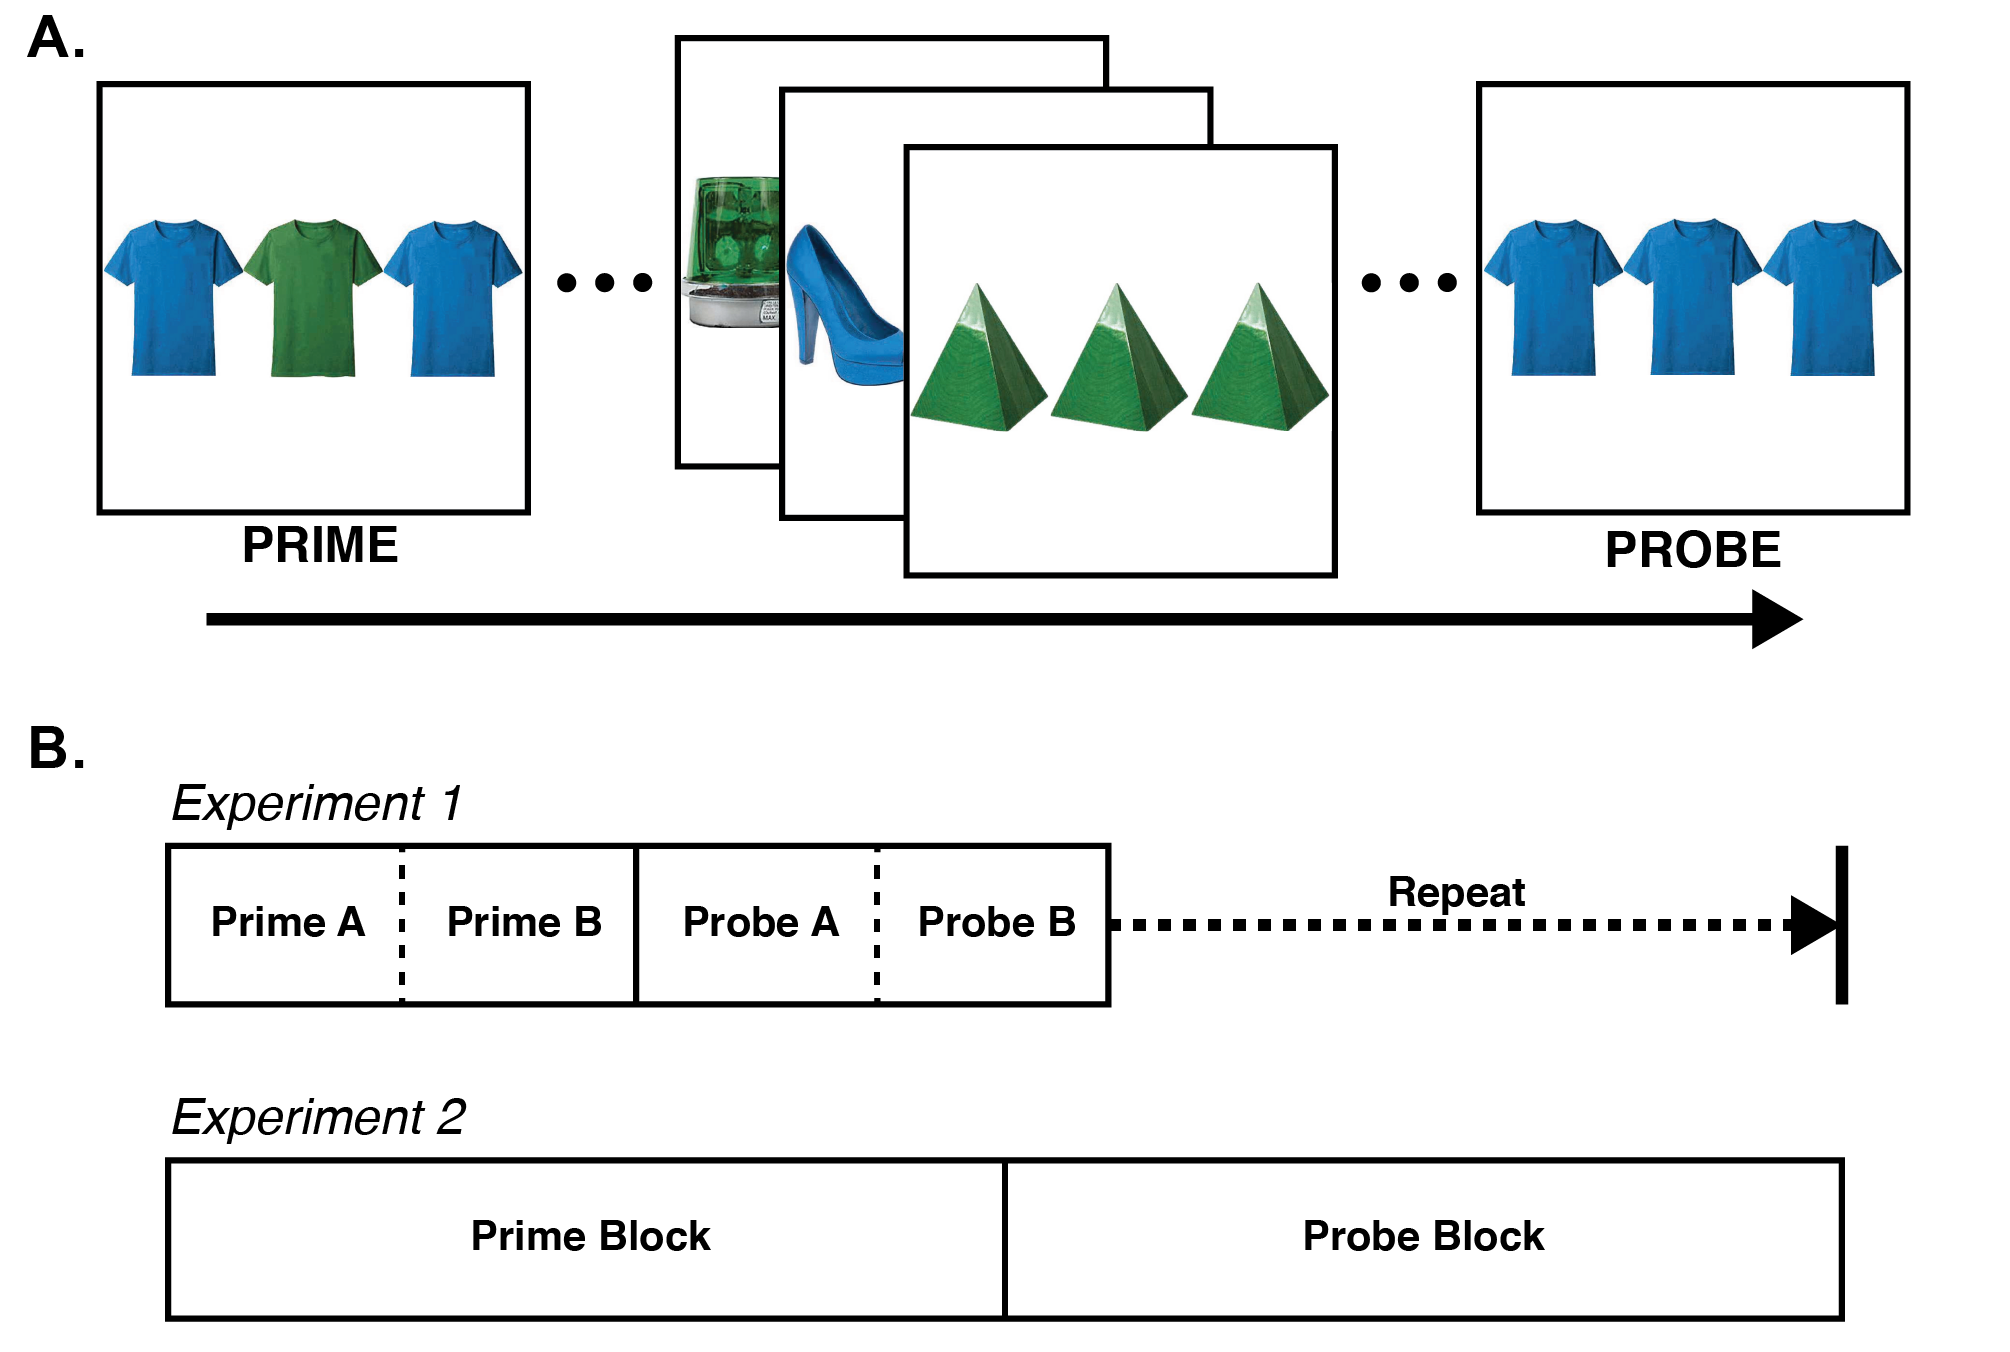 A.
PRIME
PROBE
B.
Experiment 1
Prime A
Prime B
Probe A
Probe B
Repeat
Experiment 2
Prime Block
Probe Block